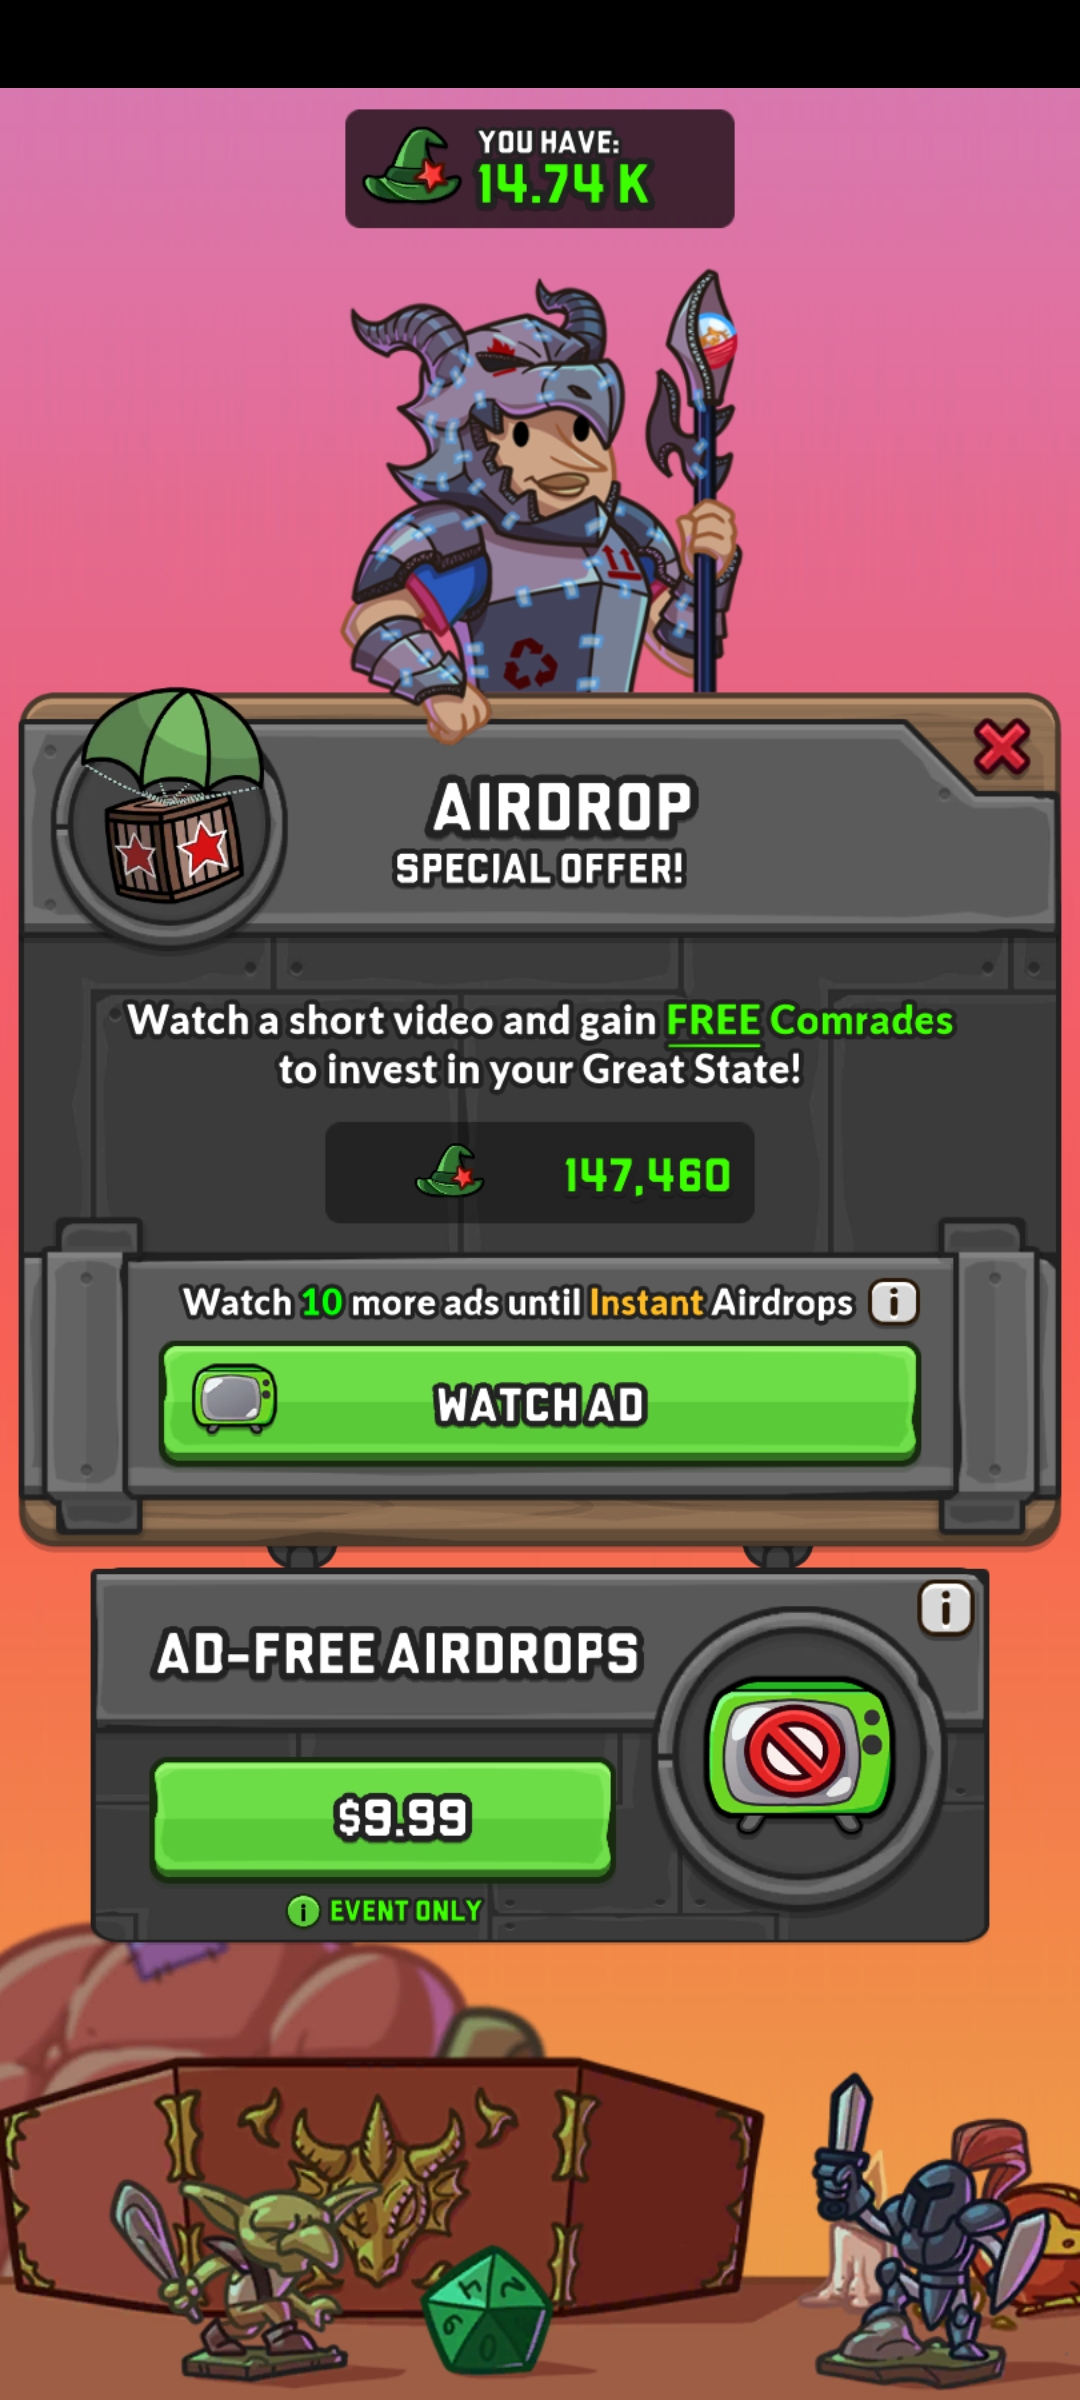 YOU HAVE:
14.74 K
AIRDROP
SPECIAL OFFER!
Watch a short video and gain FREE Comrades
to invest in your Great State!
147,460
Watch 10 more ads until Instant Airdrops i
WATCH AD
i
AD-FREE AIRDROPS
$9.99
i EVENT ONLY